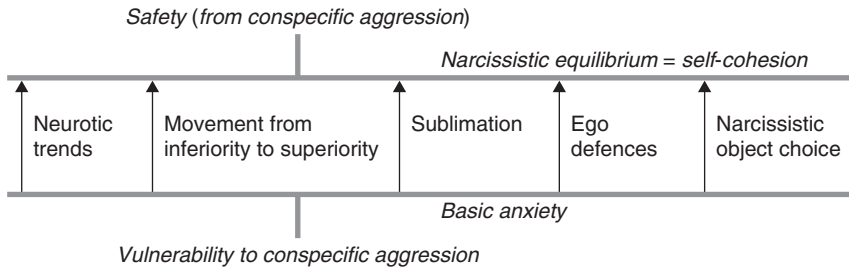 Safety (from conspecific aggression)
Narcissistic equilibrium = self-cohesion
Neurotic
trends
Movement from
inferiority to superiority
Sublimation
Ego
defences
Narcissistic
object choice
Basic anxiety
Vulnerability to conspecific aggression